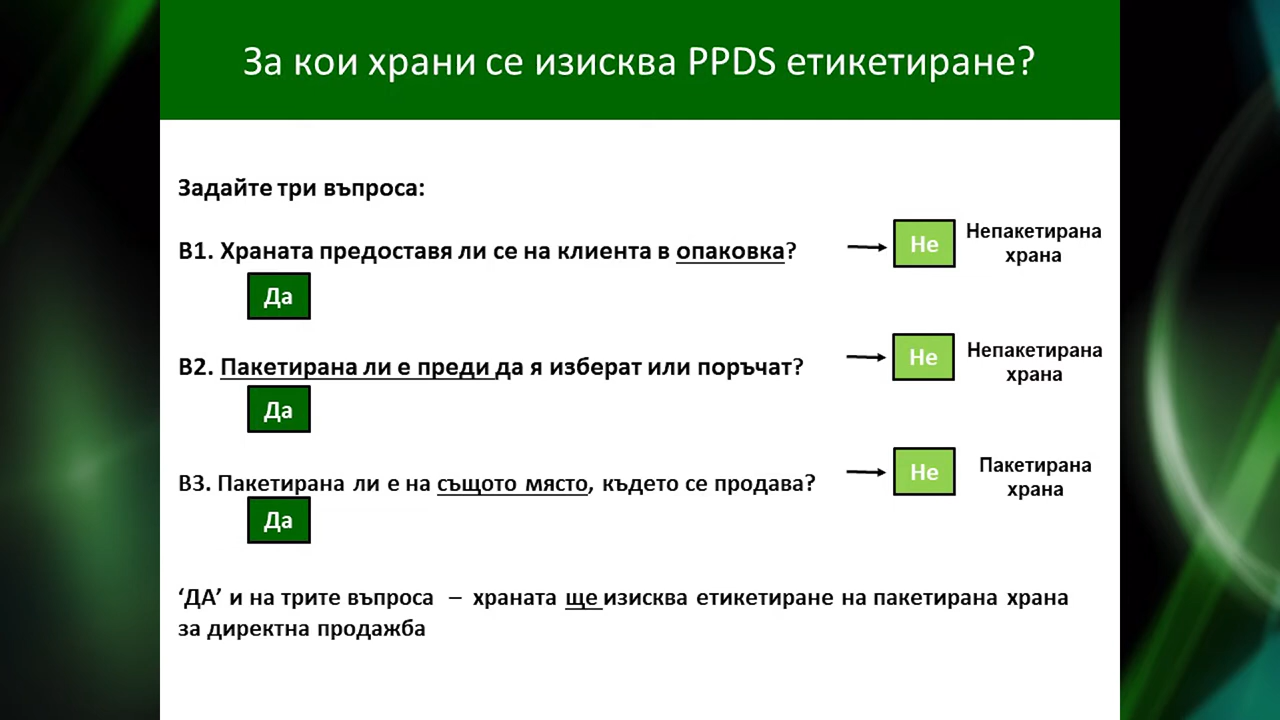 За кои храни се изисква PPDS етикетиране?
Задайте три въпроса:
В1. Храната предоставя ли се на клиента в опаковка?
Не
Непакетирана
храна
Да
В2. Пакетирана ли е преди да я изберат или поръчат?
Не
Непакетирана
храна
Да
В3. Пакетирана ли е на същото място, където се продава?
Не
Пакетирана
храна
Да
‘ДА’ и на трите въпроса – храната ще изисква етикетиране на пакетирана храна
за директна продажба